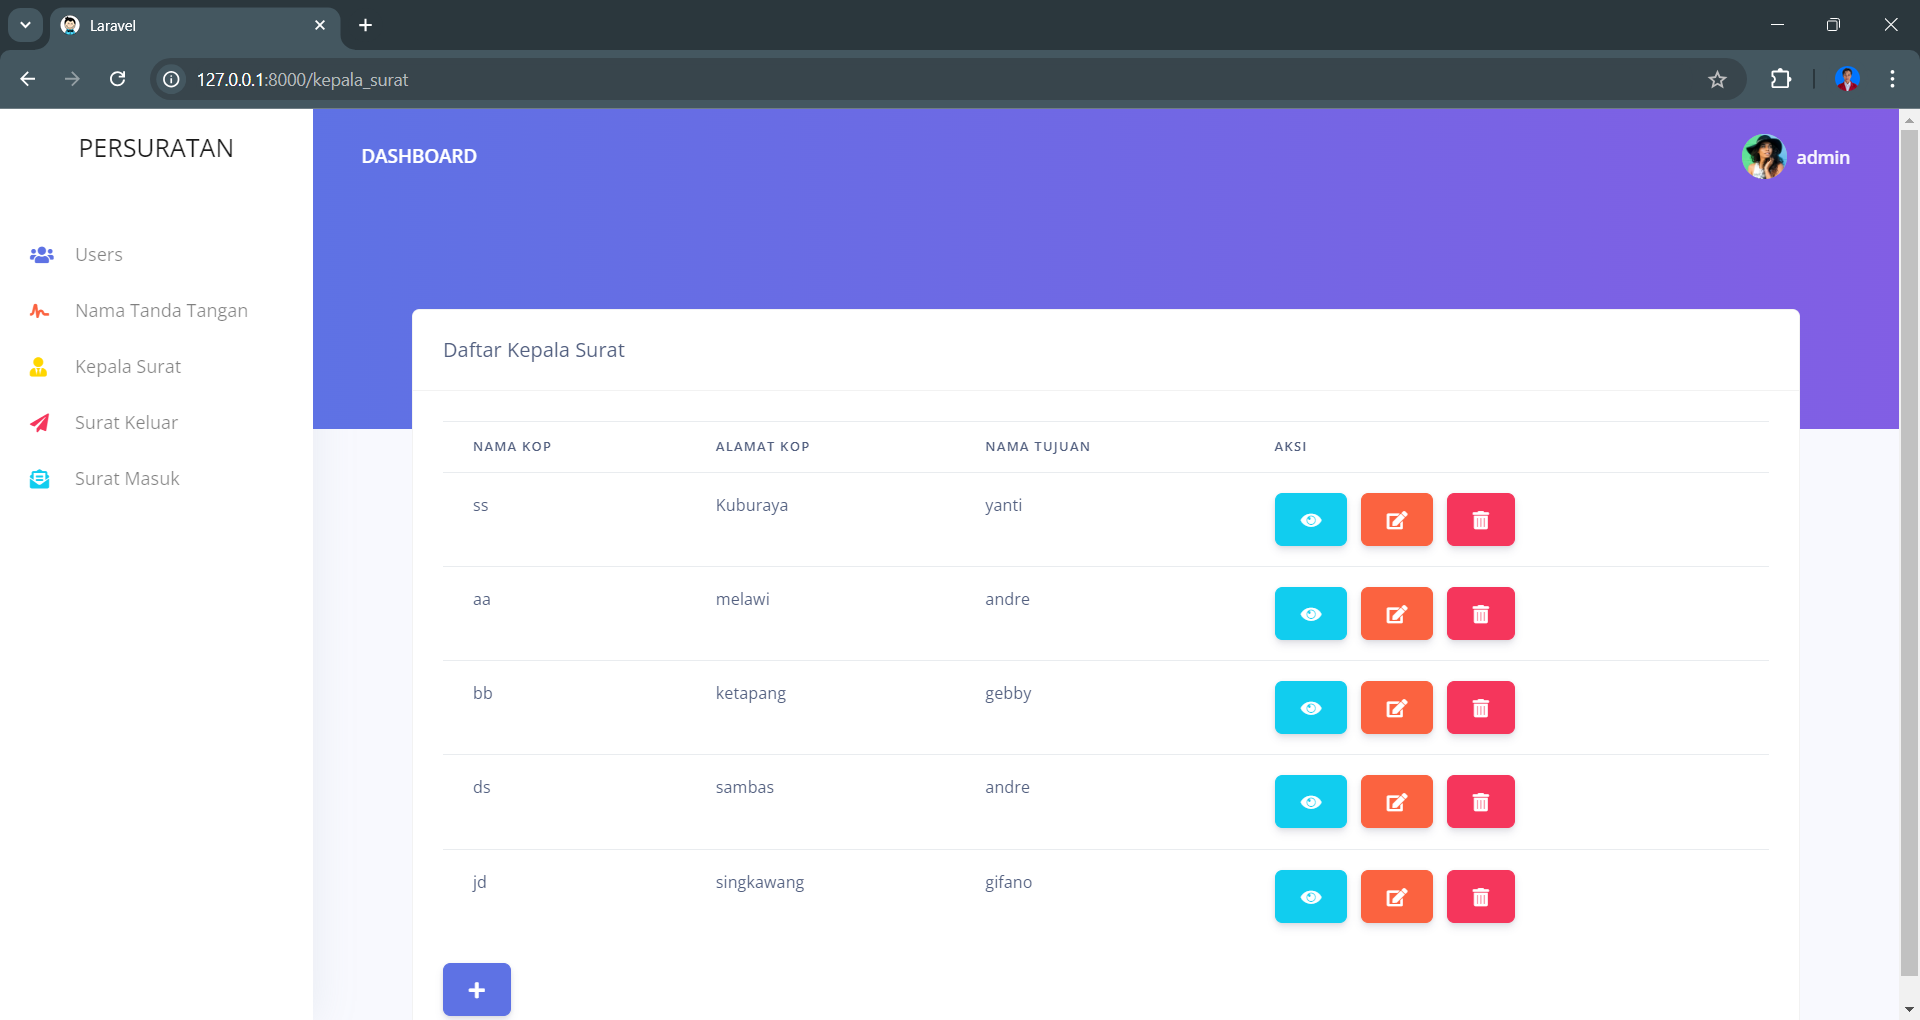 Laravel
127.0.0.1:8000/kepala_surat
PERSURATAN
DASHBOARD
admin
Users
Nama Tanda Tangan
Kepala Surat
Surat Keluar
Surat Masuk
Daftar Kepala Surat
NAMA KOP ALAMAT KOP NAMA TUJUAN AKSI
ss Kuburaya yanti
aa melawi andre
bb ketapang gebby
ds sambas andre
jd singkawang gifano